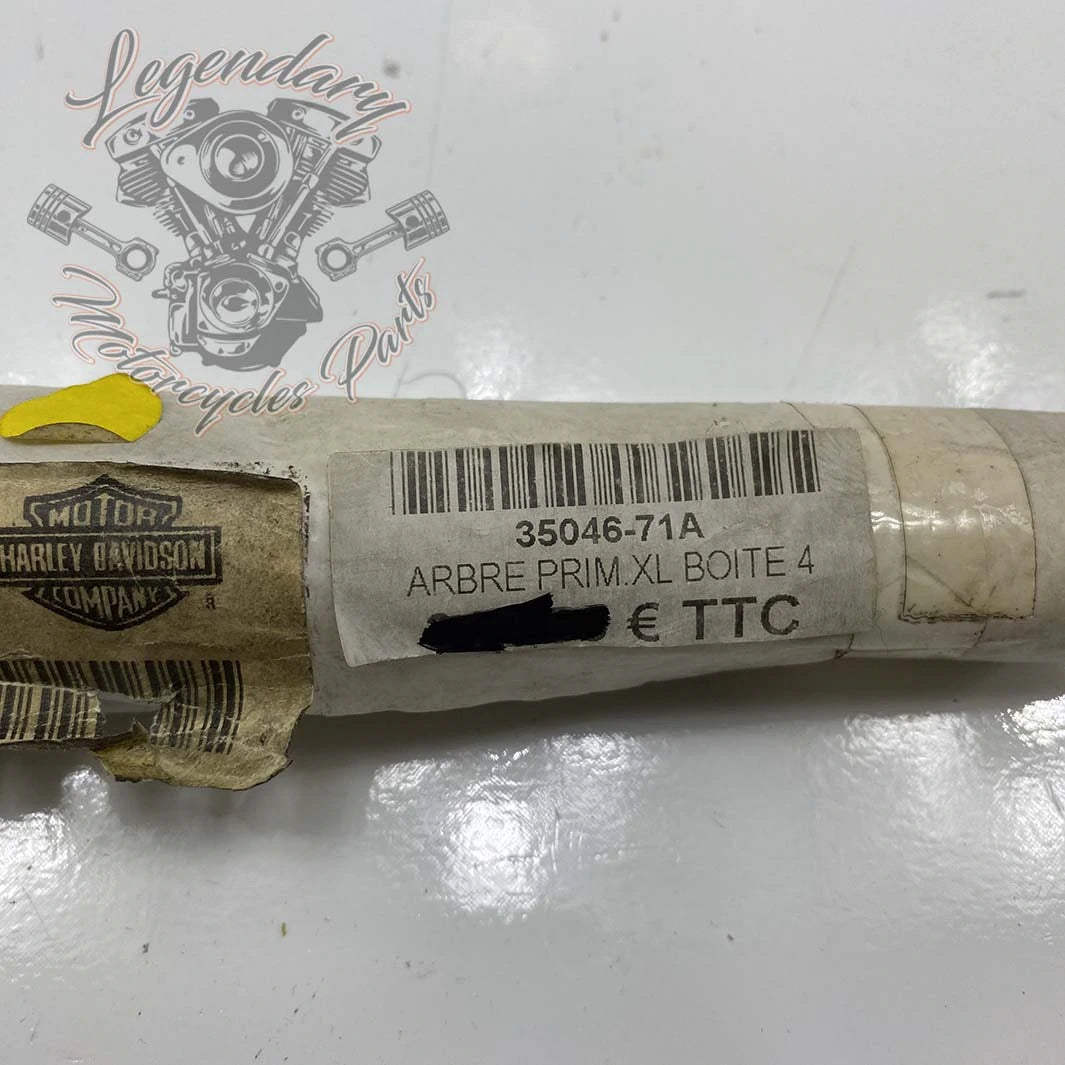 Legendary
Motorcycles Parts
MOTOR
HARLEY DAVIDSON
COMPANY
35046-71A
ARBRE PRIM.XL BOITE 4
€ TTC